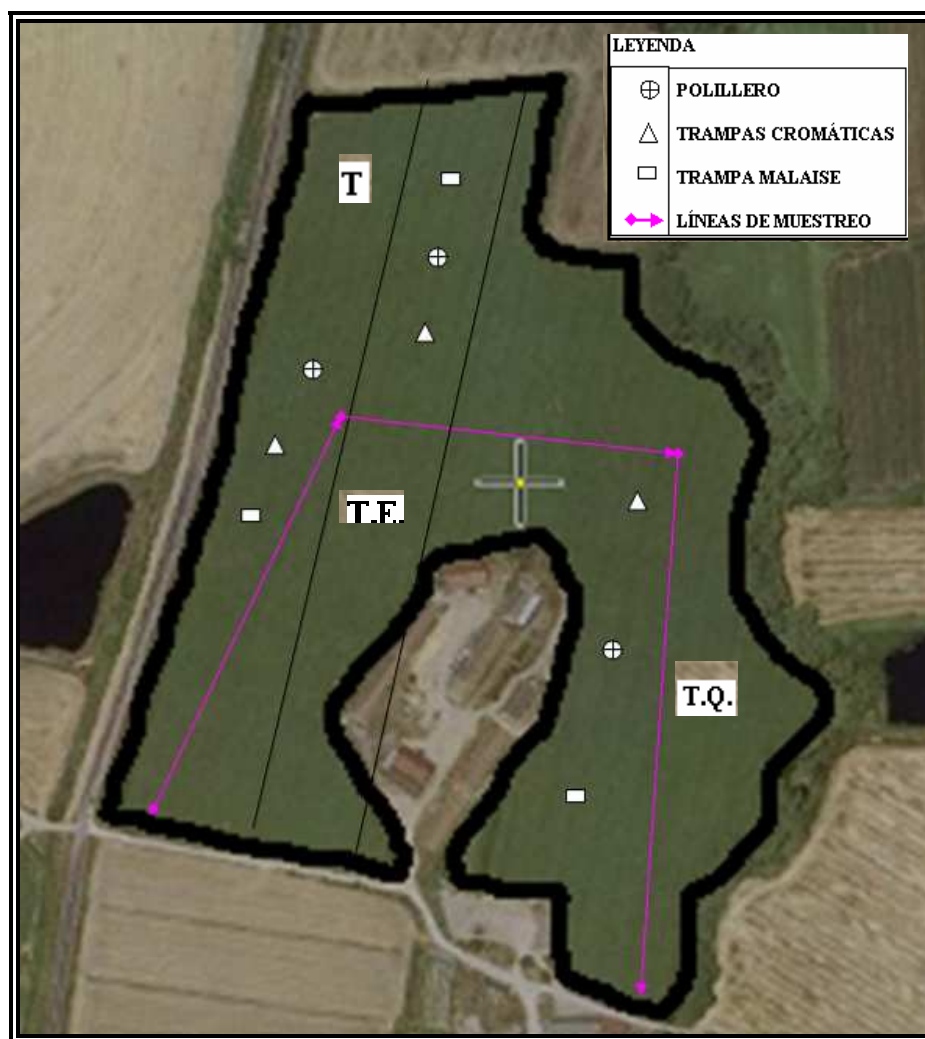 LEYENDA
POLILLERO
TRAMPAS CROMÁTICAS
TRAMPA MALAISE
LÍNEAS DE MUESTREO
T
T.E.
T.Q.